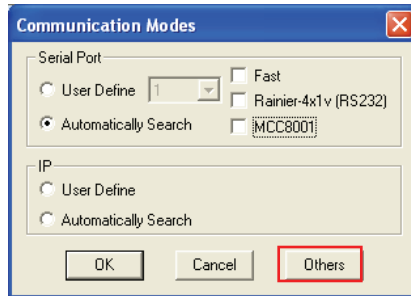 Communication Modes
Serial Port
User Define 1
Automatically Search
Fast
Rainier-4x1v (RS232)
MCC8001
IP
User Define
Automatically Search
OK Cancel Others